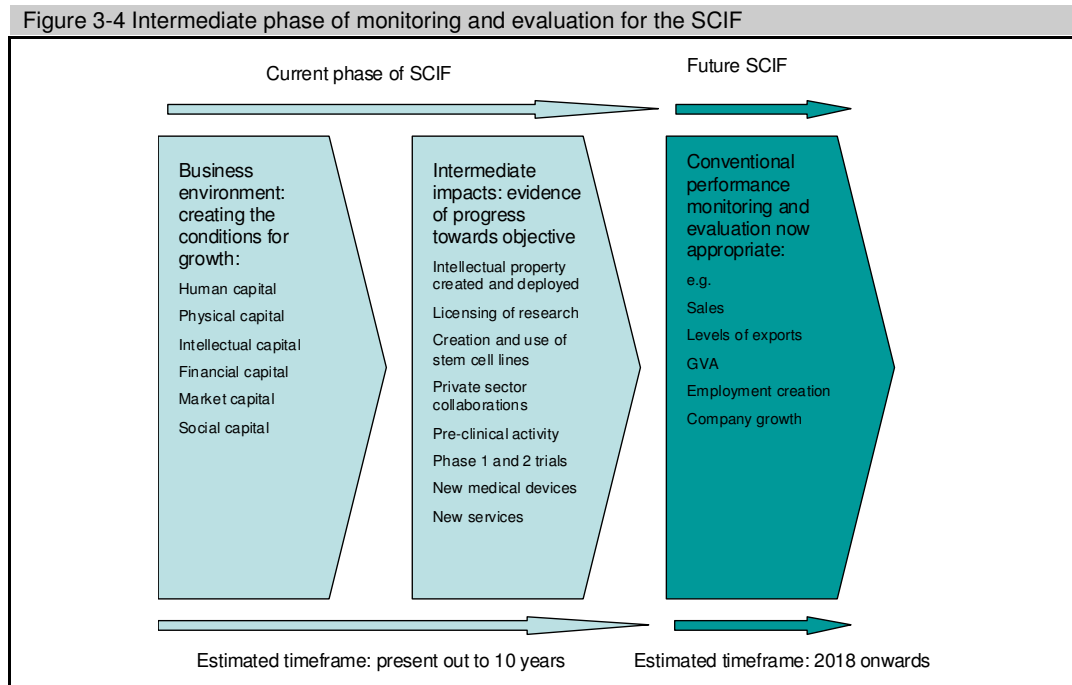 Figure 3-4 Intermediate phase of monitoring and evaluation for the SCIF
Current phase of SCIF
Future SCIF
Business
environment:
creating the
conditions for
growth:
Human capital
Physical capital
Intellectual capital
Financial capital
Market capital
Social capital
Intermediate
impacts: evidence
of progress
towards objective
Intellectual property
created and deployed
Licensing of research
Creation and use of
stem cell lines
Private sector
collaborations
Pre-clinical activity
Phase 1 and 2 trials
New medical devices
New services
Conventional
performance
monitoring and
evaluation now
appropriate:
e.g.
Sales
Levels of exports
GVA
Employment creation
Company growth
Estimated timeframe: present out to 10 years
Estimated timeframe: 2018 onwards